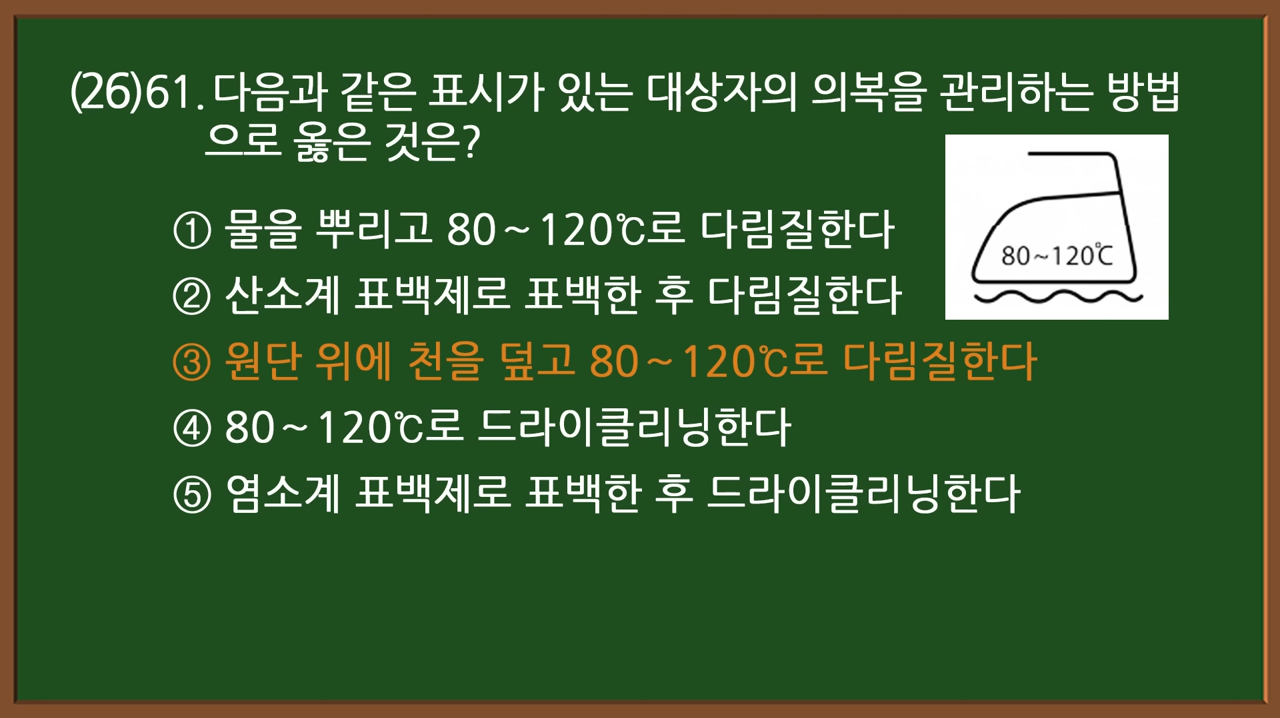 (26)61. 다음과 같은 표시가 있는 대상자의 의복을 관리하는 방법
으로 옳은 것은?
80~120℃
① 물을 뿌리고 80~120℃로 다림질한다
② 산소계 표백제로 표백한 후 다림질한다
③ 원단 위에 천을 덮고 80~120℃로 다림질한다
④ 80~120℃로 드라이클리닝한다
⑤ 염소계 표백제로 표백한 후 드라이클리닝한다